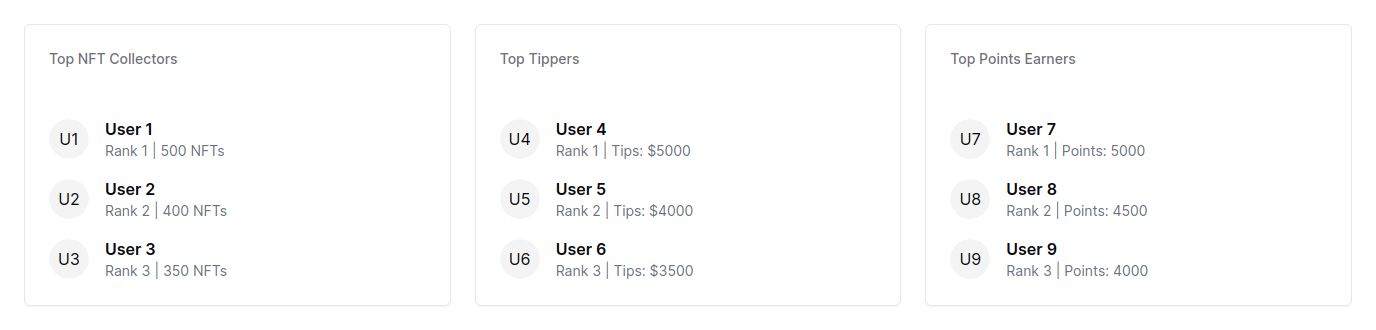 Top NFT Collectors
U1
User 1
Rank 1 | 500 NFTs
U2
User 2
Rank 2 | 400 NFTs
U3
User 3
Rank 3 | 350 NFTs
Top Tippers
U4
User 4
Rank 1 | Tips: $5000
U5
User 5
Rank 2 | Tips: $4000
U6
User 6
Rank 3 | Tips: $3500
Top Points Earners
U7
User 7
Rank 1 | Points: 5000
U8
User 8
Rank 2 | Points: 4500
U9
User 9
Rank 3 | Points: 4000